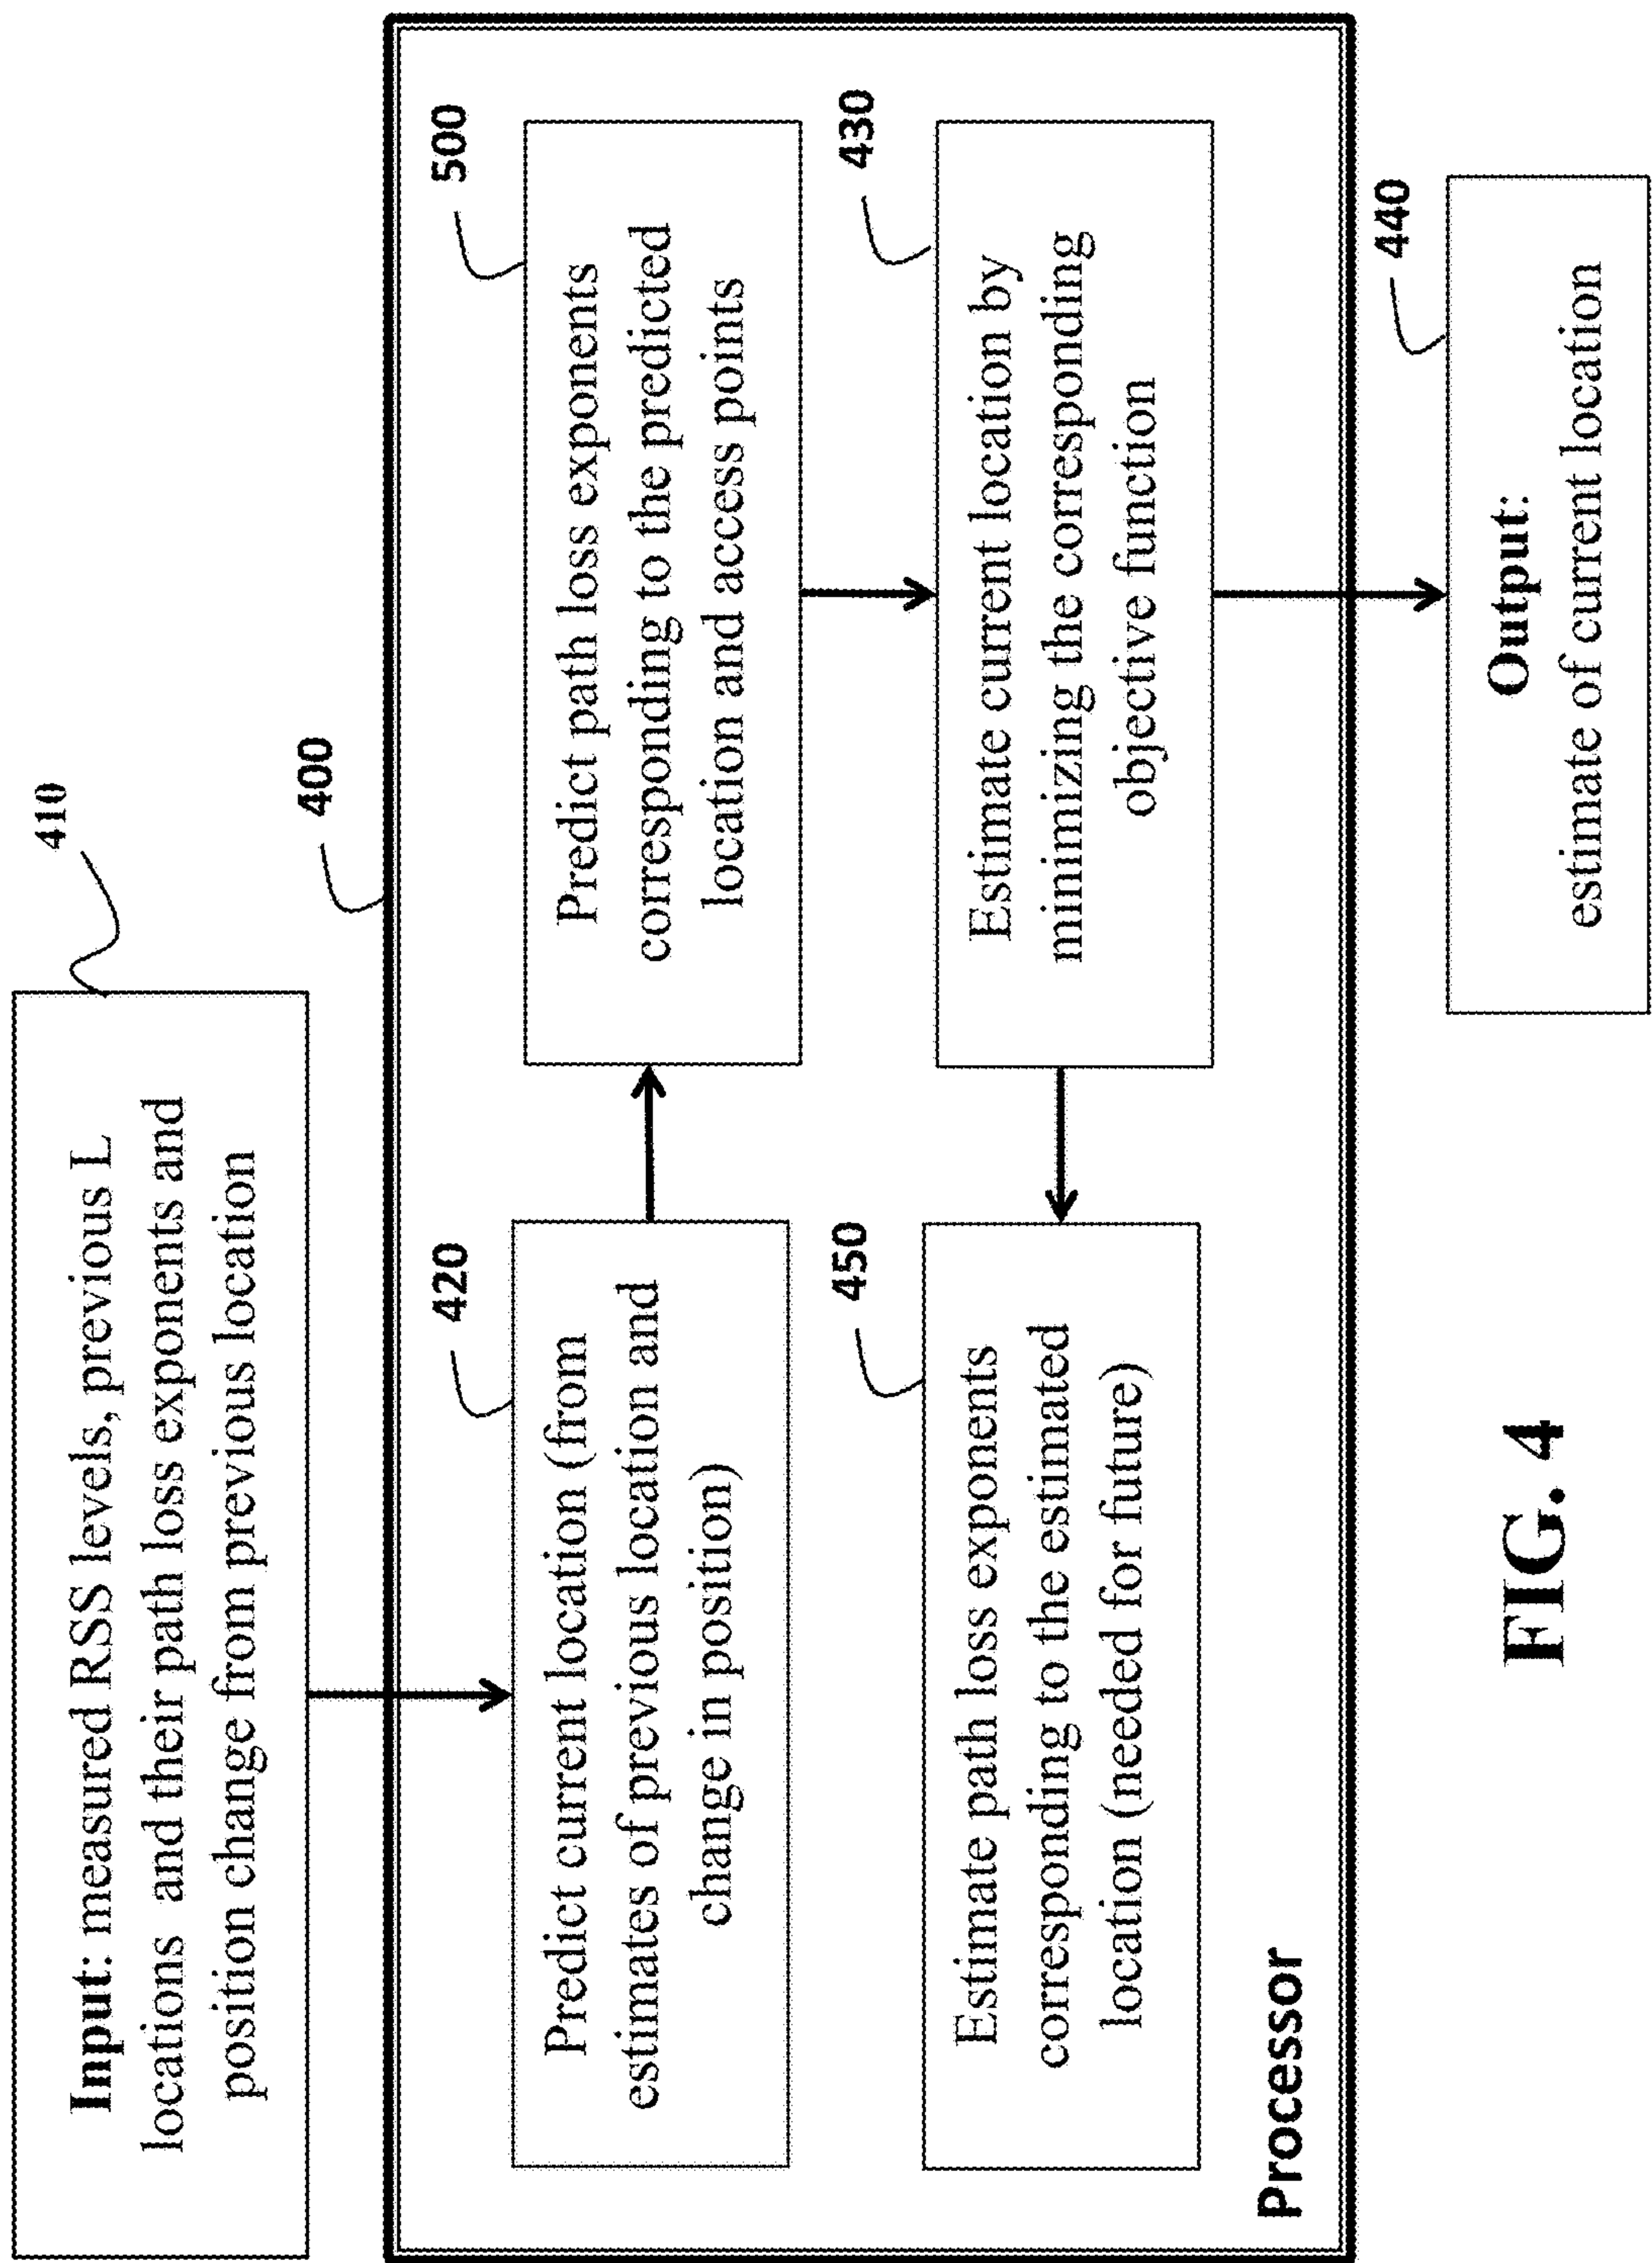 410
Input: measured RSS levels, previous L
locations and their path loss exponents and
position change from previous location
400
420
Predict current location (from
estimates of previous location and
change in position)
500
Predict path loss exponents
corresponding to the predicted
location and access points
450
Estimate path loss exponents
corresponding to the estimated
location (needed for future)
430
Estimate current location by
minimizing the corresponding
objective function
Processor
440
Output:
estimate of current location
FIG. 4